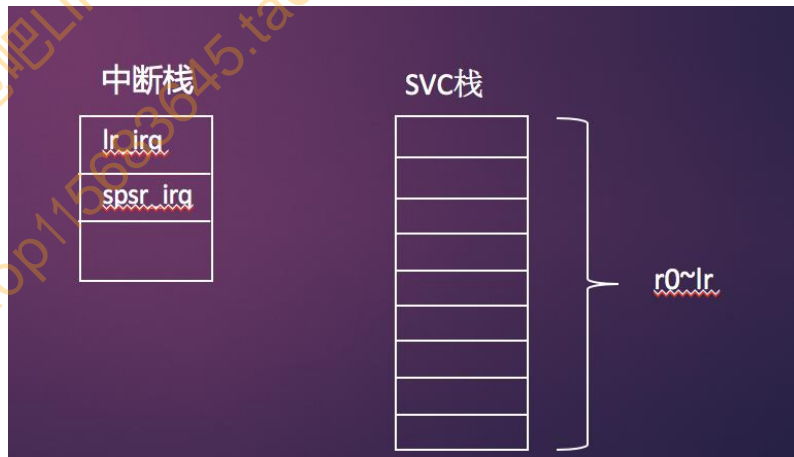 中断栈
SVC栈
lr_irq
spsr_irq
r0~lr